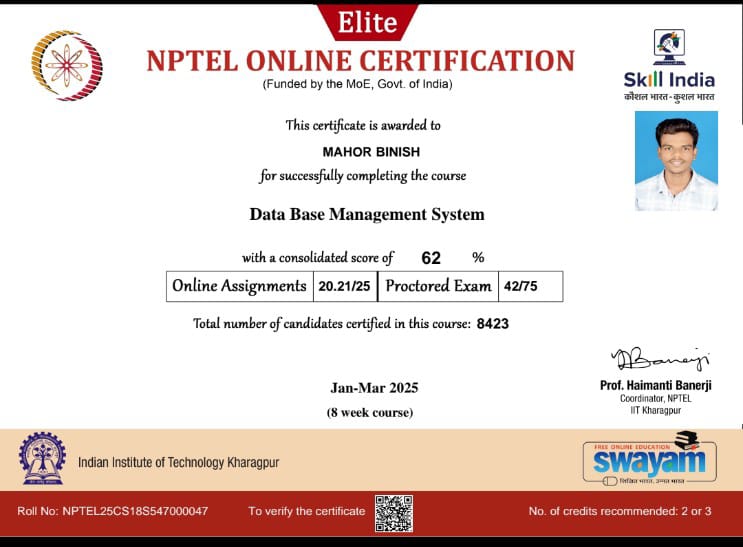 Elite
NPTEL ONLINE CERTIFICATION
(Funded by the MoE, Govt. of India)
Skill India
कौशल भारत - कुशल भारत
This certificate is awarded to
MAHOR BINISH
for successfully completing the course
Data Base Management System
with a consolidated score of 62 %
Online Assignments 20.21/25 Proctored Exam 42/75
Total number of candidates certified in this course: 8423
Jan-Mar 2025
(8 week course)
Prof. Haimanti Banerji
Coordinator, NPTEL
IIT Kharagpur
Indian Institute of Technology Kharagpur
FREE ONLINE EDUCATION
swayam
शिक्षित भारत, उन्नत भारत
Roll No: NPTEL25CS18S547000047 To verify the certificate No. of credits recommended: 2 or 3